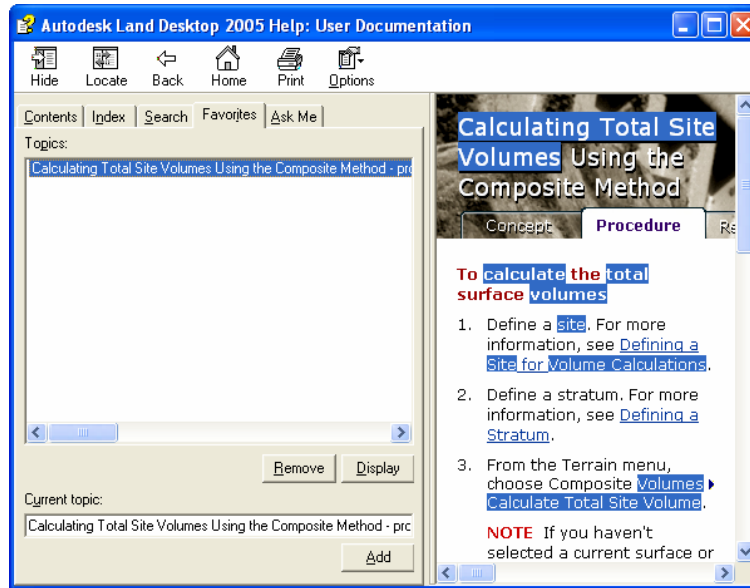 Autodesk Land Desktop 2005 Help: User Documentation
Hide Locate Back Home Print Options
Contents Index Search Favorites Ask Me
Topics:
Calculating Total Site Volumes Using the Composite Method - pro
Remove Display
Current topic:
Calculating Total Site Volumes Using the Composite Method - proc
Add
Calculating Total Site
Volumes Using the
Composite Method
Concept Procedure Re
To calculate the total
surface volumes
1. Define a site. For more
information, see Defining a
Site for Volume Calculations.
2. Define a stratum. For more
information, see Defining a
Stratum.
3. From the Terrain menu,
choose Composite Volumes
Calculate Total Site Volume.
NOTE If you haven't
selected a current surface or